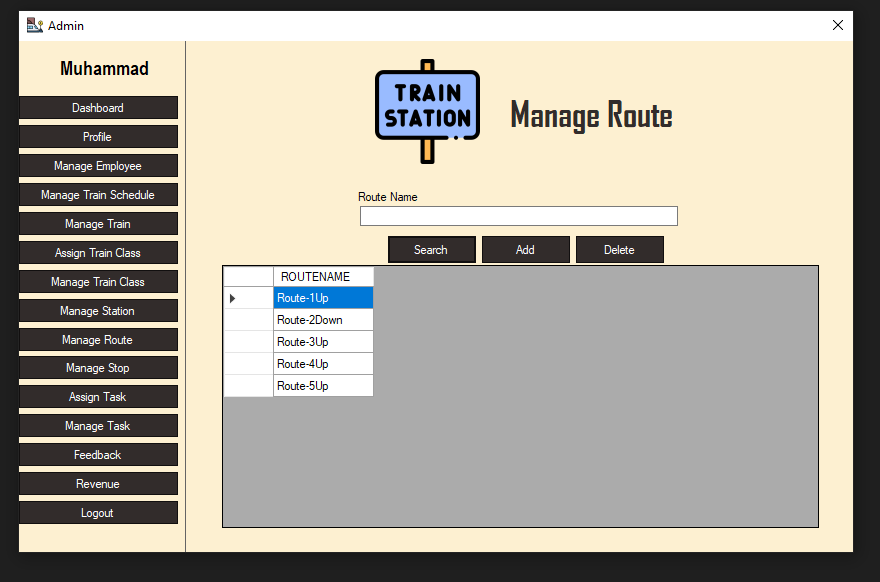 Admin
Muhammad
Dashboard
Profile
Manage Employee
Manage Train Schedule
Manage Train
Assign Train Class
Manage Train Class
Manage Station
Manage Route
Manage Stop
Assign Task
Manage Task
Feedback
Revenue
Logout
TRAIN
STATION
Manage Route
Route Name
Search Add Delete
ROUTENAME
Route-1Up
Route-2Down
Route-3Up
Route-4Up
Route-5Up